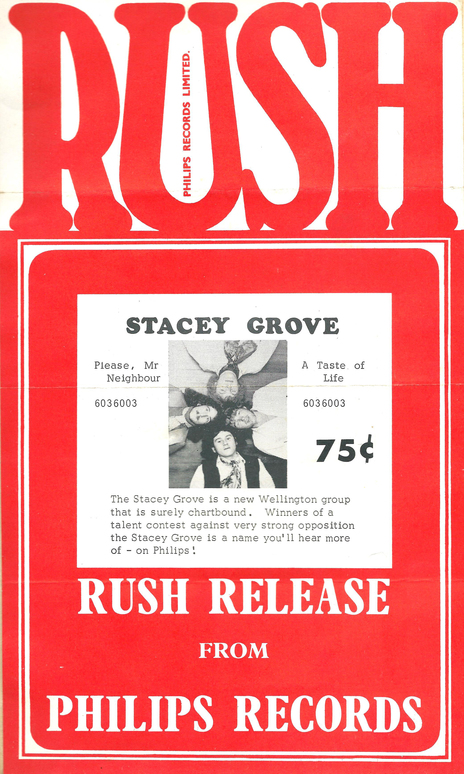 RUSH
PHILIPS RECORDS LIMITED.
STACEY GROVE
Please, Mr
Neighbour
6036003
A Taste of
Life
6036003
75¢
The Stacey Grove is a new Wellington group
that is surely chartbound. Winners of a
talent contest against very strong opposition
the Stacey Grove is a name you'll hear more
of - on Philips!
RUSH RELEASE
FROM
PHILIPS RECORDS